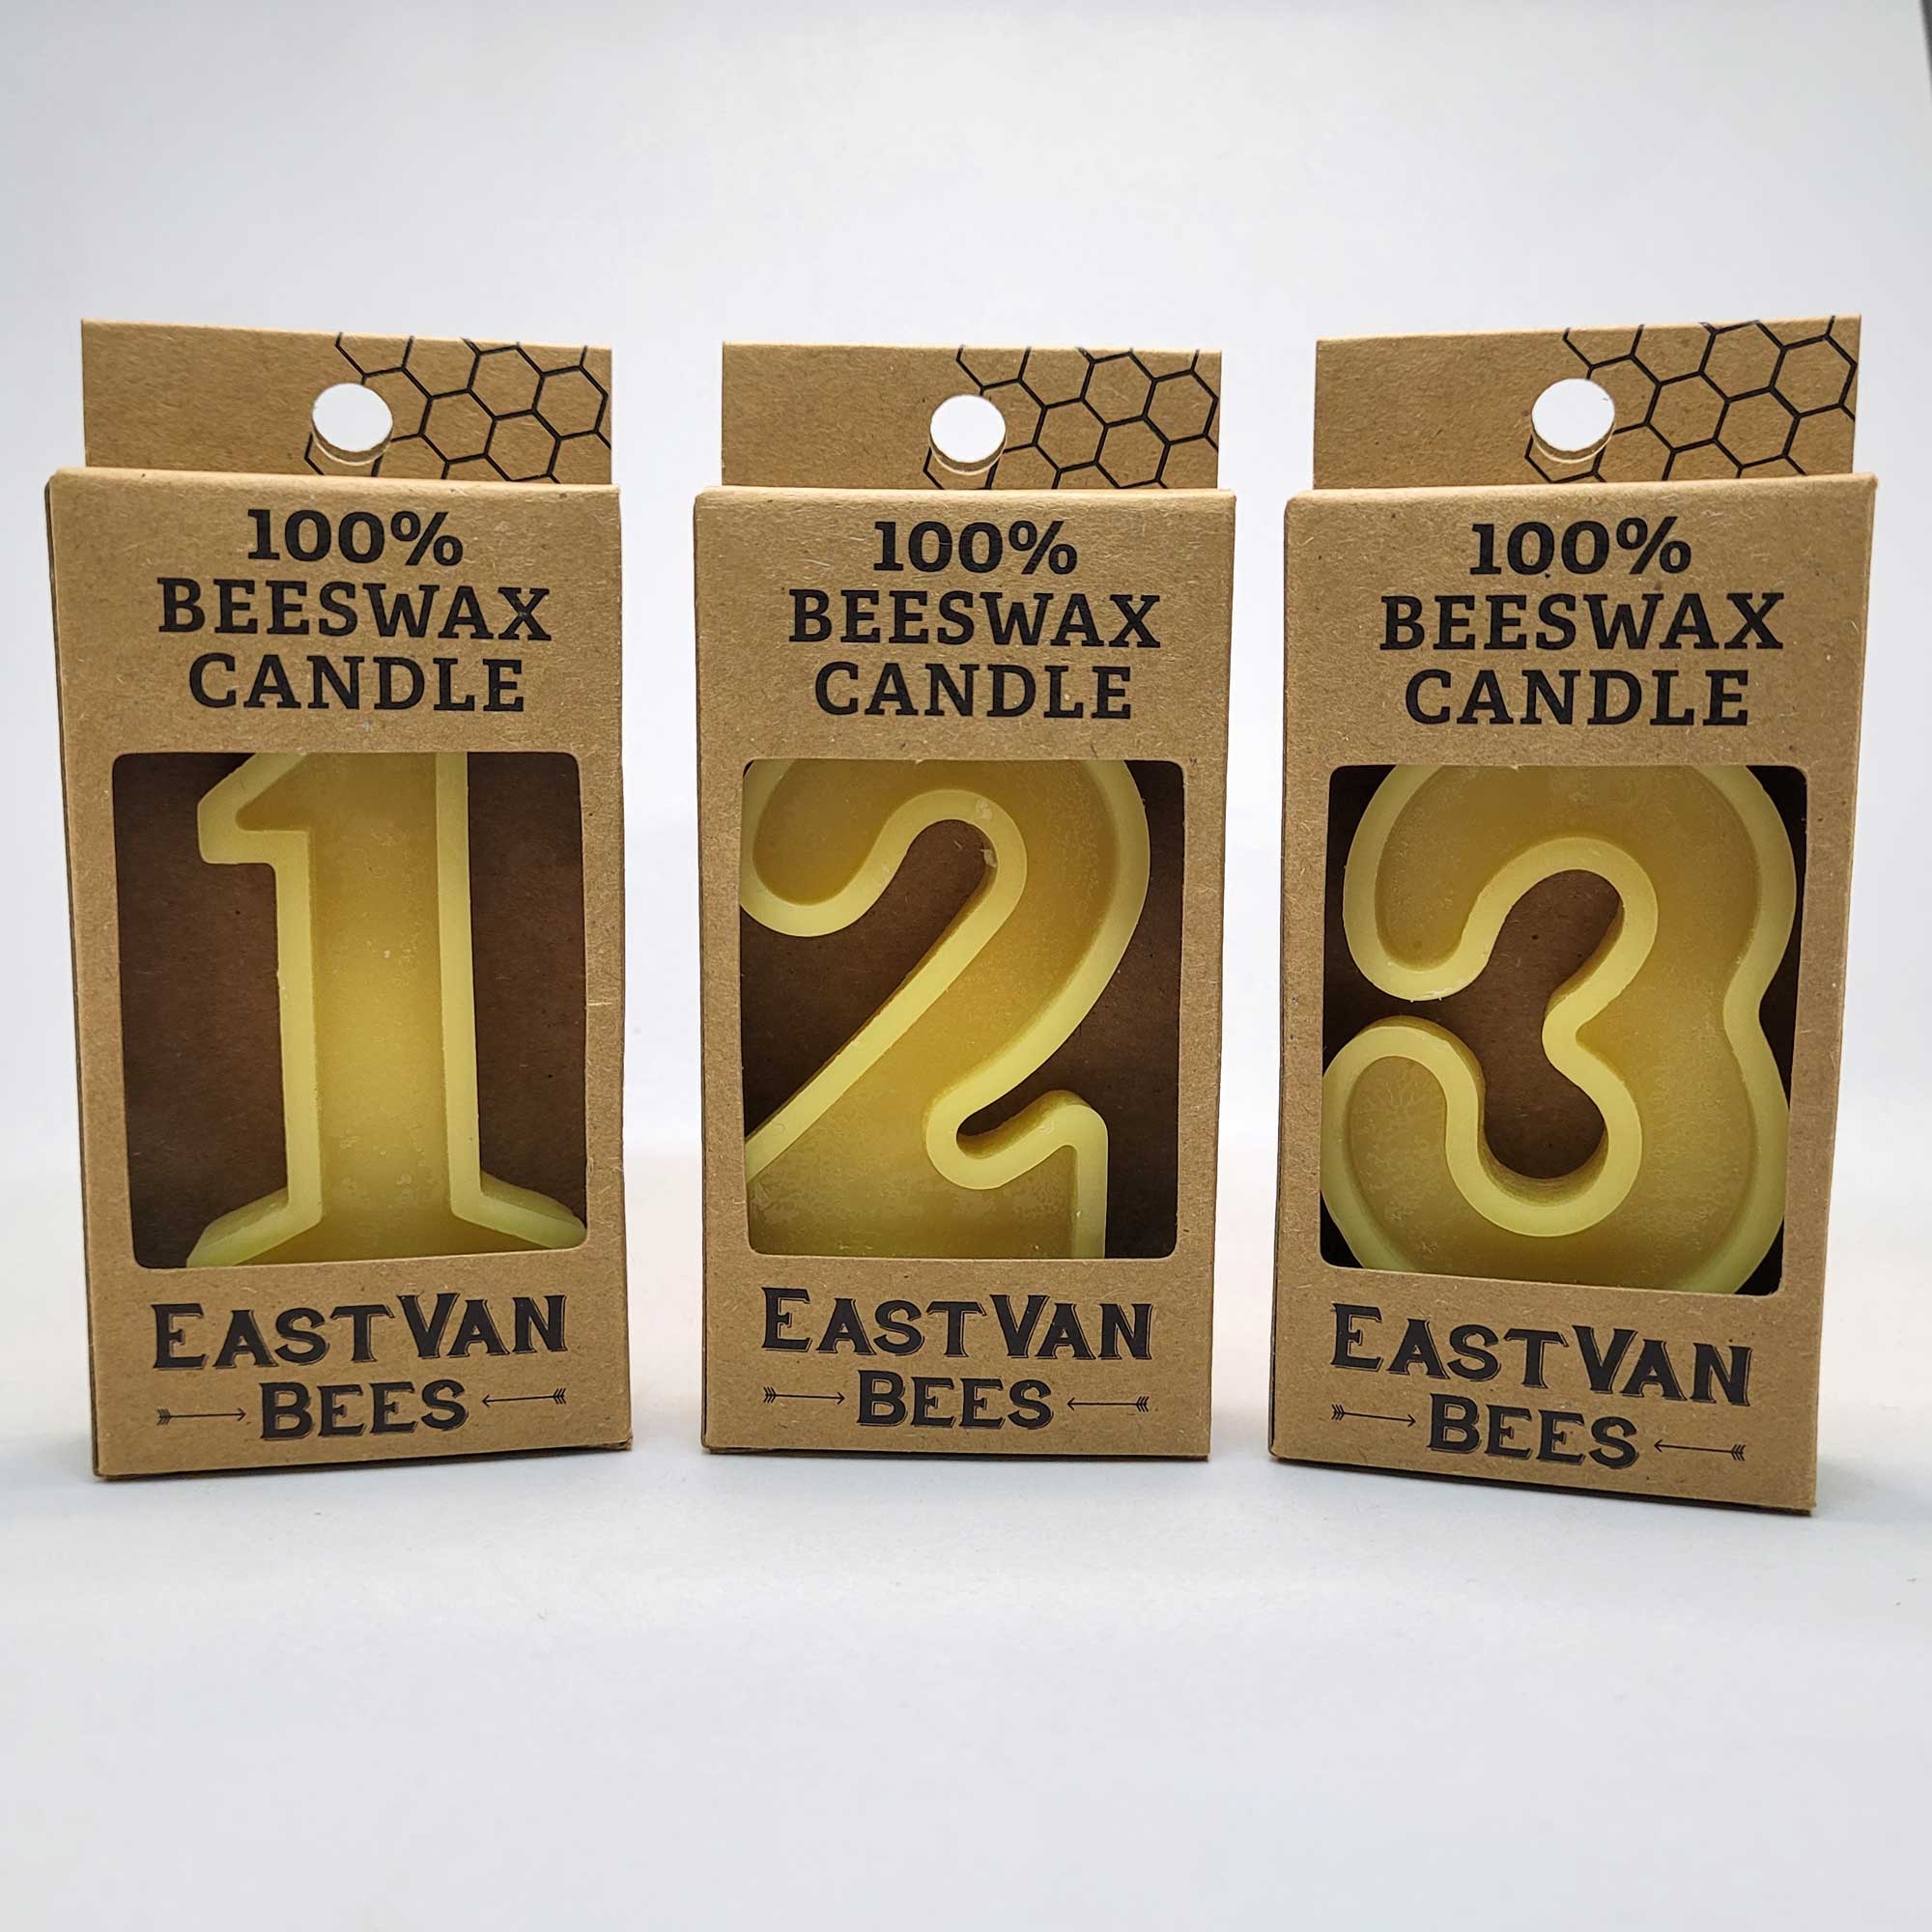 100%
BEESWAX
CANDLE
1
EASTVAN
BEES
100%
BEESWAX
CANDLE
2
EASTVAN
BEES
100%
BEESWAX
CANDLE
3
EASTVAN
BEES